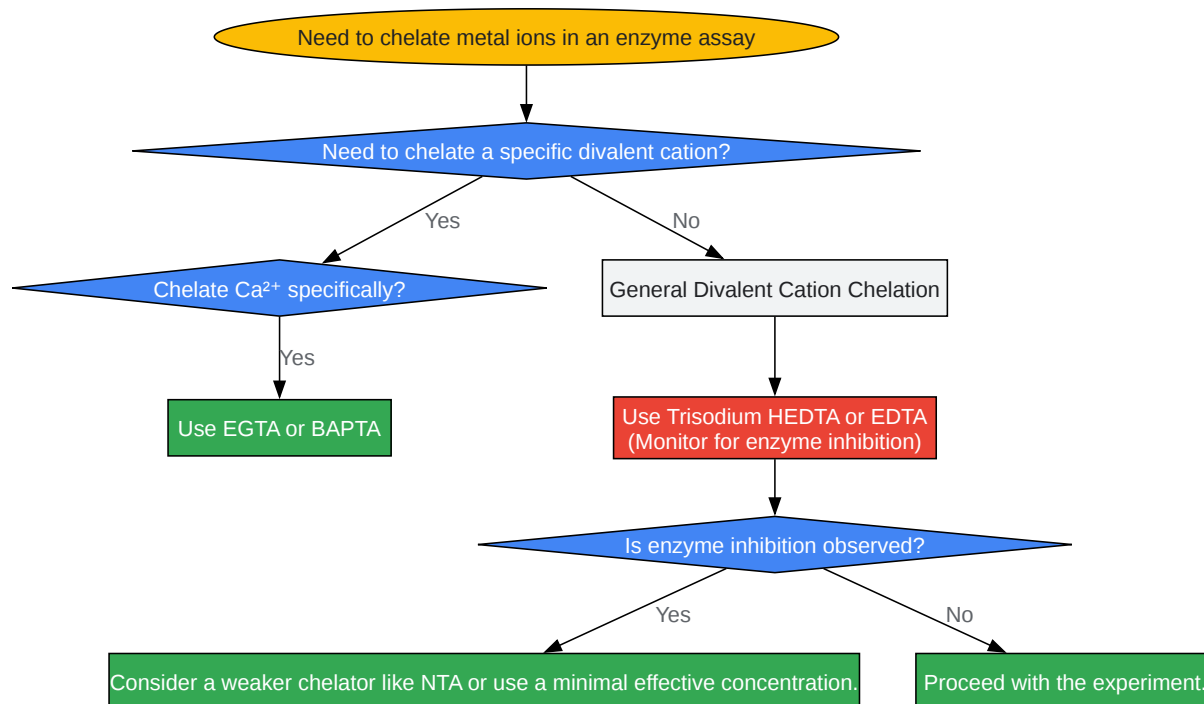 Need to chelate metal ions in an enzyme assay
Need to chelate a specific divalent cation?
Yes
No
Chelate Ca²⁺ specifically?
General Divalent Cation Chelation
Yes
Use EGTA or BAPTA
Use Trisodium HEDTA or EDTA
(Monitor for enzyme inhibition)
Is enzyme inhibition observed?
Yes
No
Consider a weaker chelator like NTA or use a minimal effective concentration.
Proceed with the experiment.